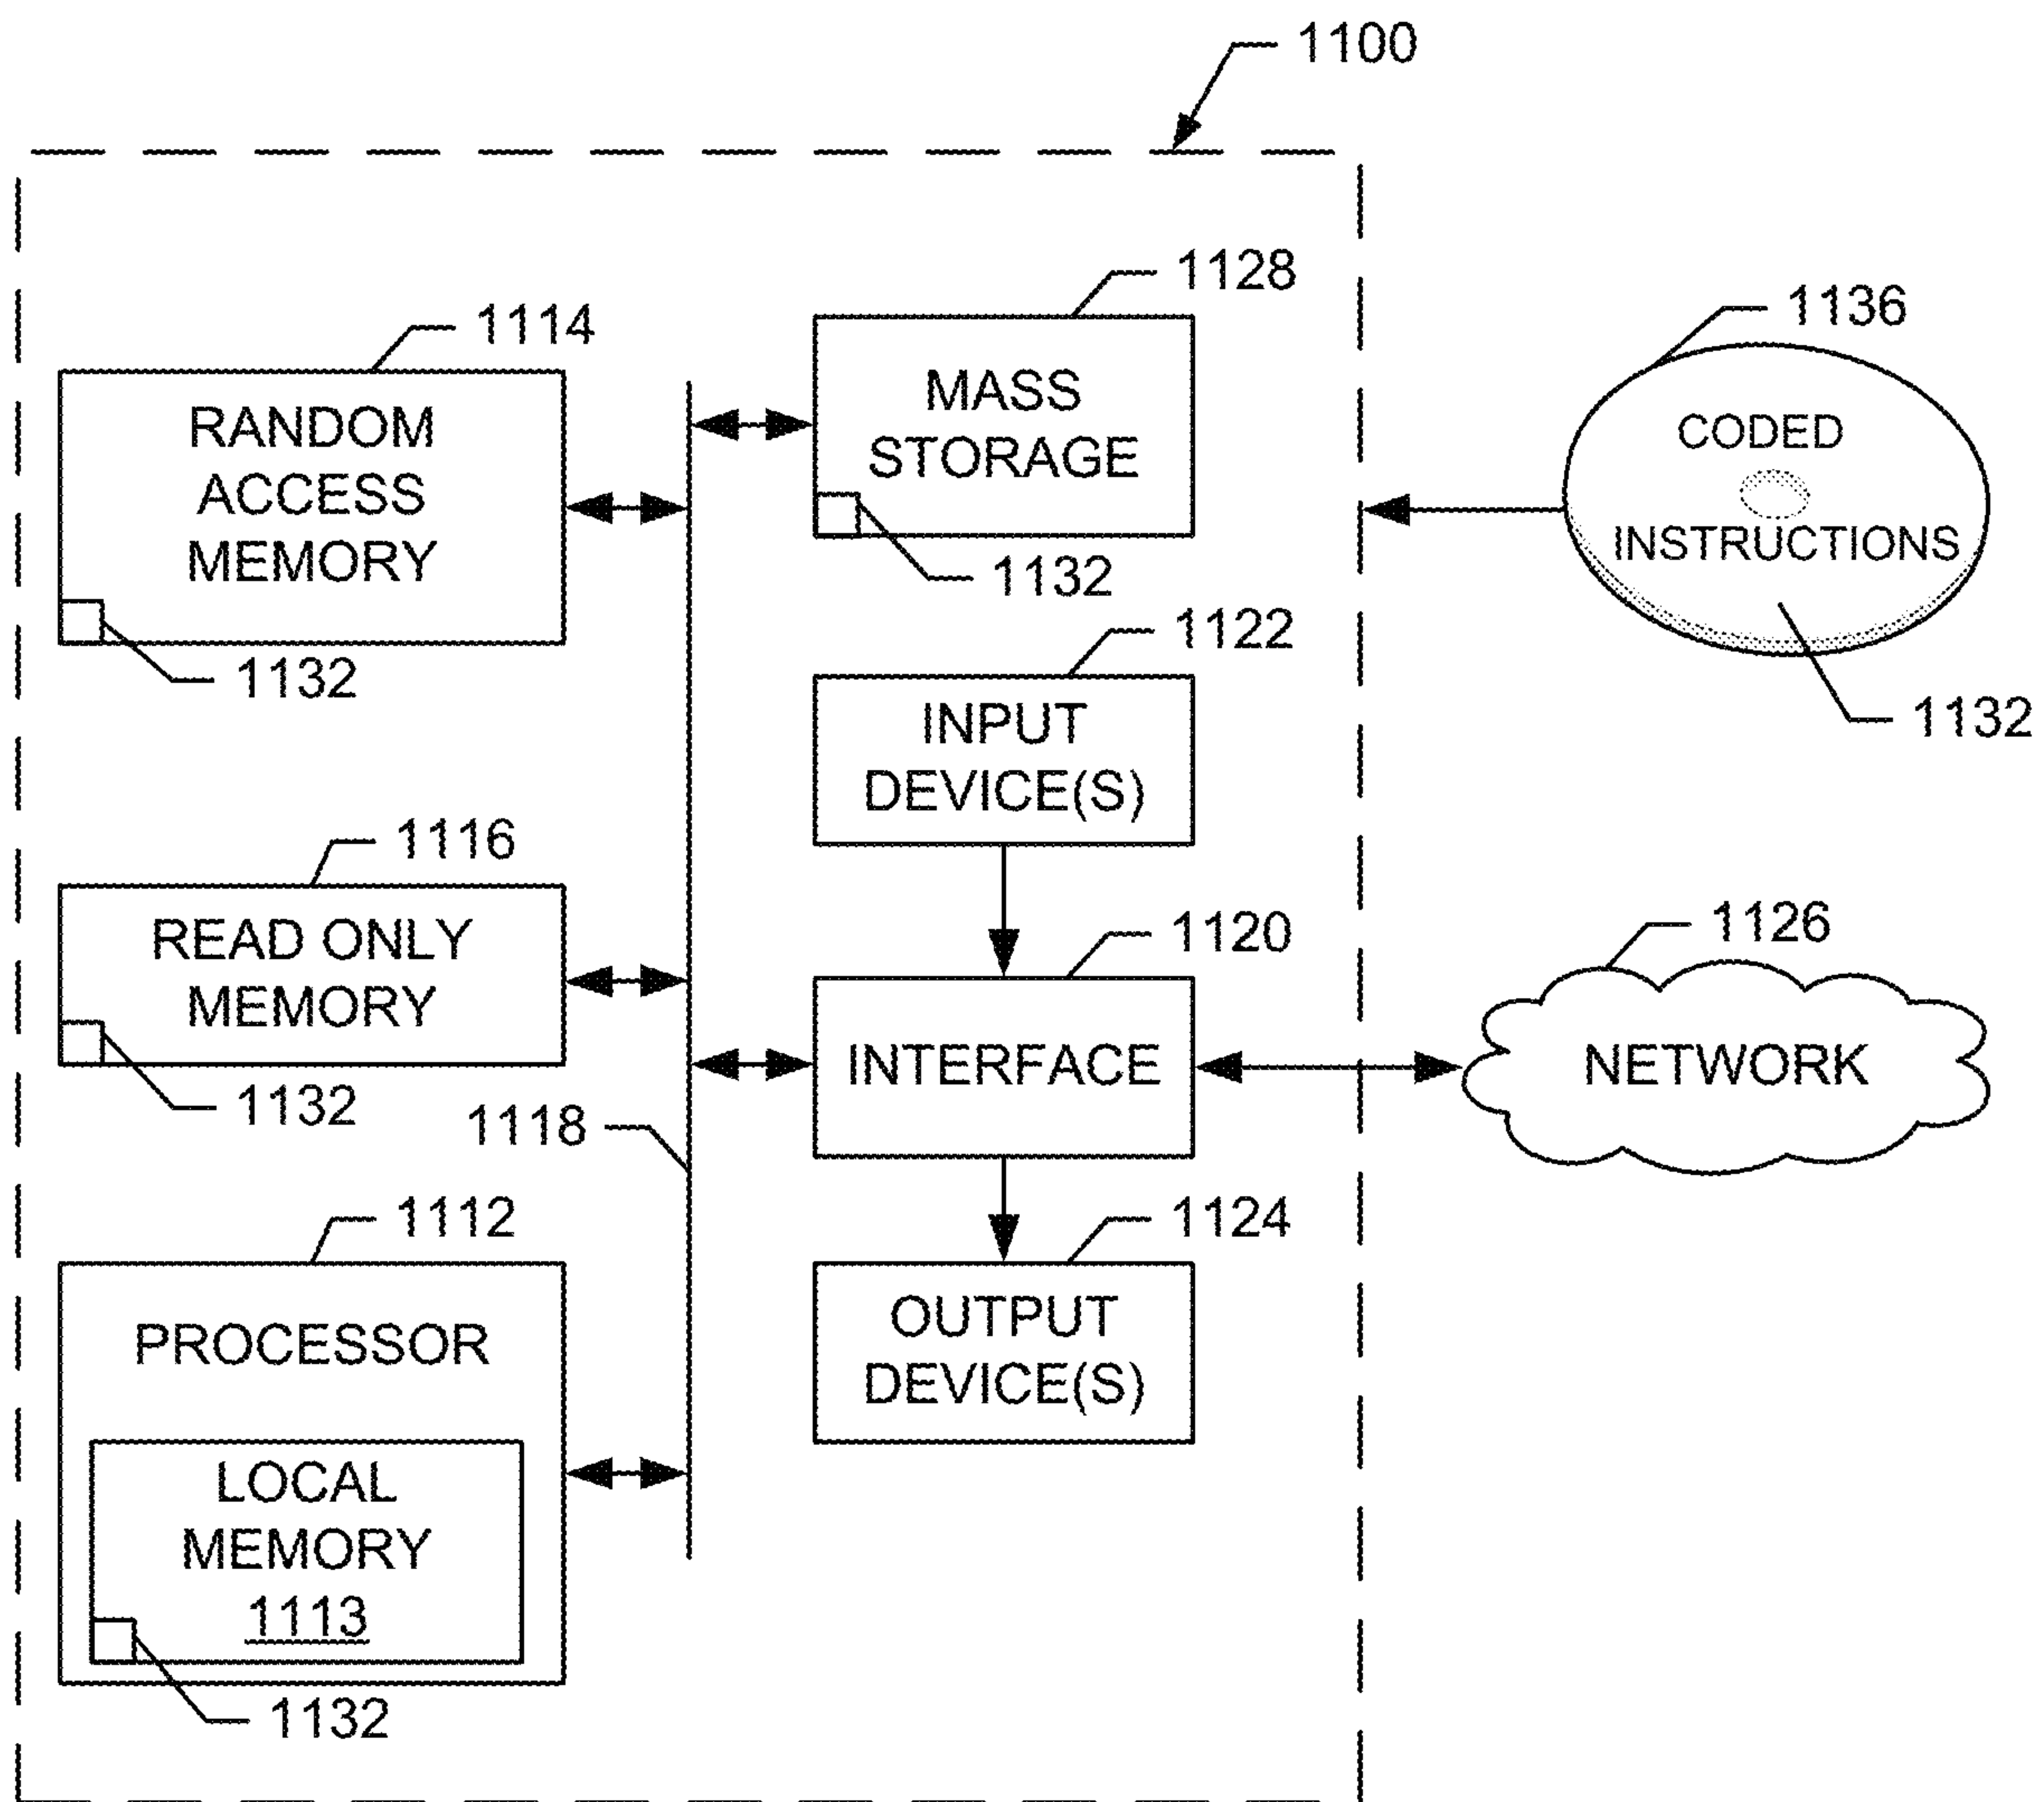 1100
1128
1114
1136
MASS
STORAGE
RANDOM
ACCESS
MEMORY
CODED
INSTRUCTIONS
1132
1132
1132
1122
INPUT
DEVICE(S)
1116
READ ONLY
MEMORY
1120
1126
INTERFACE
NETWORK
1132
1118
1112
1124
PROCESSOR
OUTPUT
DEVICE(S)
LOCAL
MEMORY
1113
1132